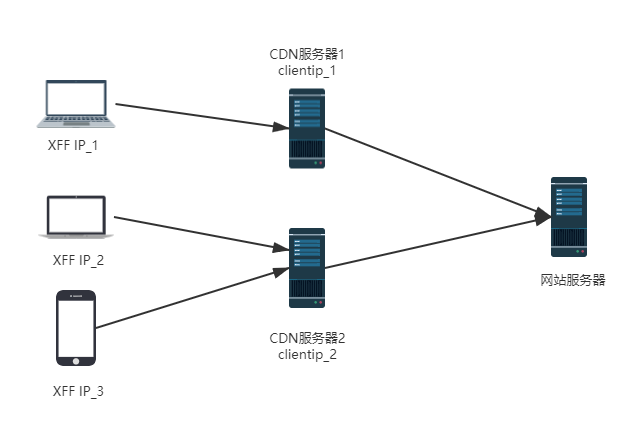 CDN服务器1
clientip_1
XFF IP_1
XFF IP_2
网站服务器
CDN服务器2
clientip_2
XFF IP_3